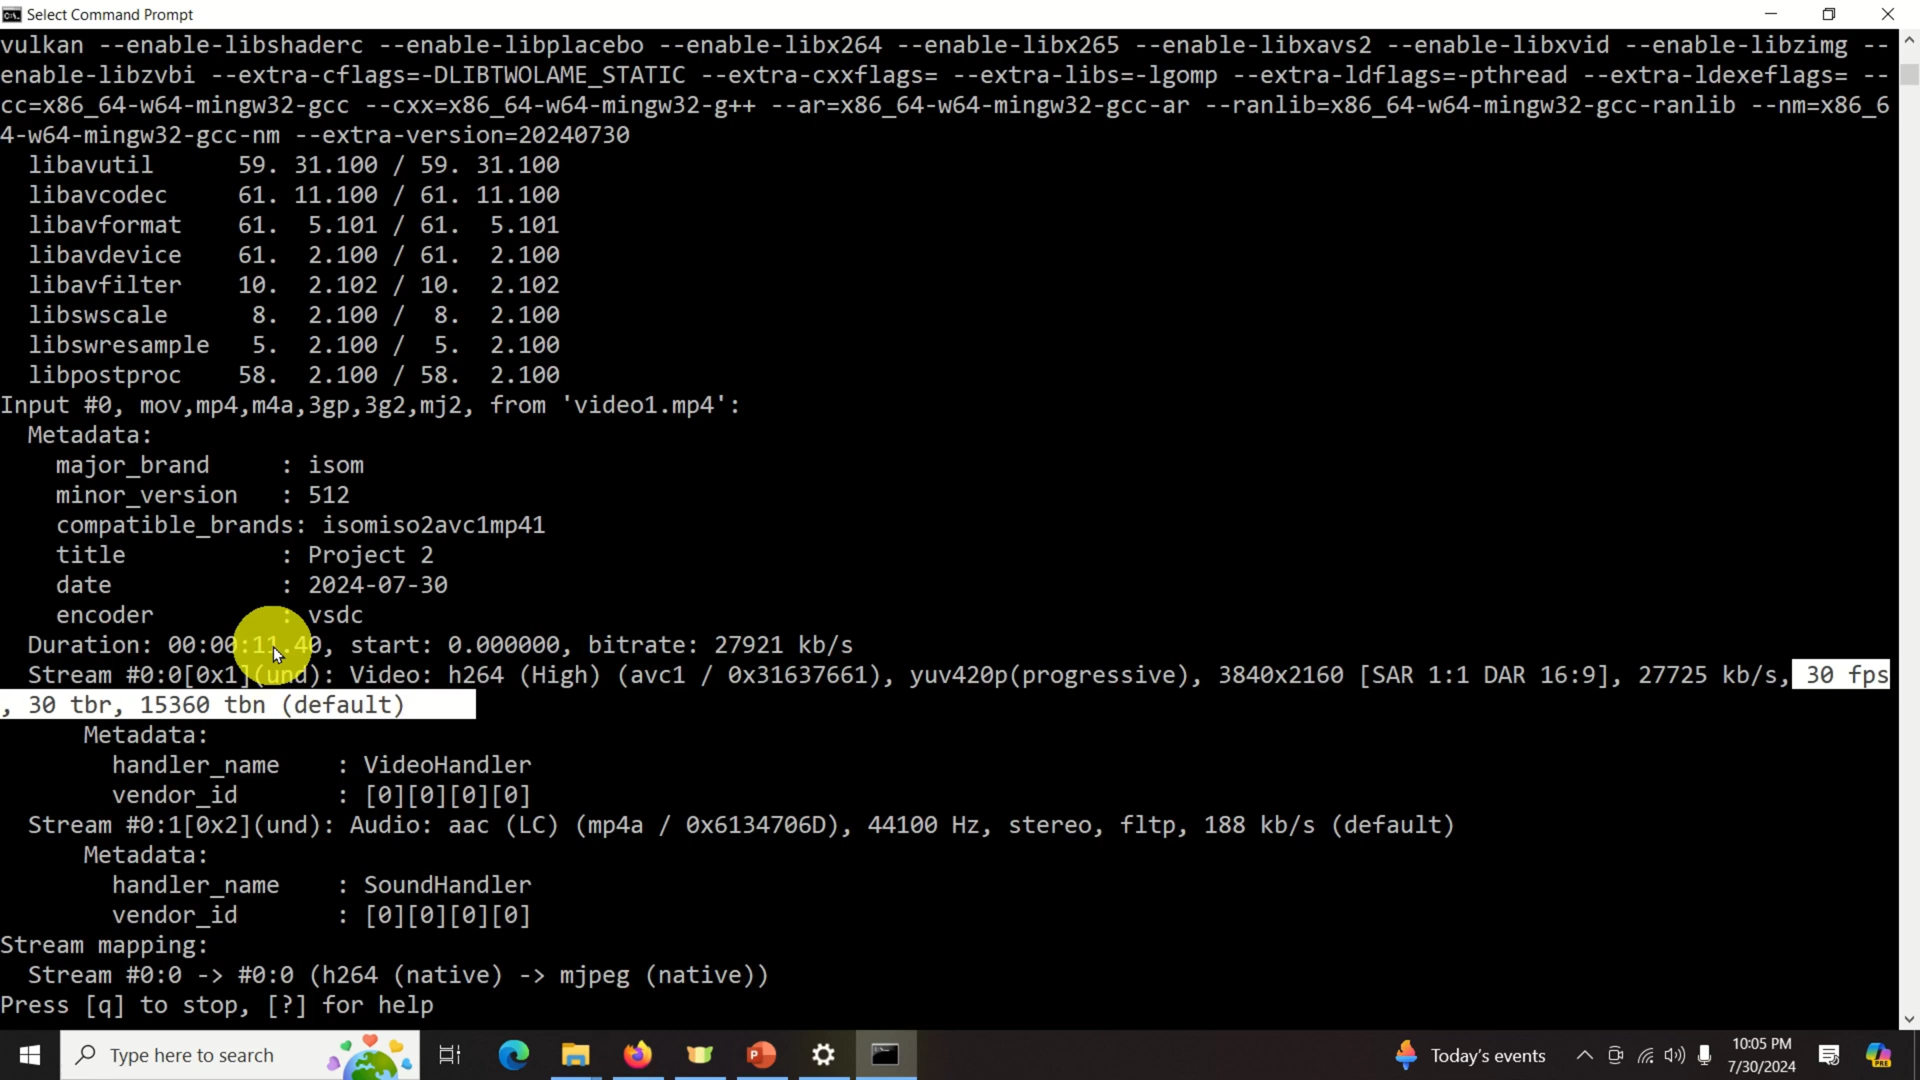 Select Command Prompt
vulkan --enable-libshaderc --enable-libplacebo --enable-libx264 --enable-libx265 --enable-libxavs2 --enable-libxvid --enable-libzimg --
enable-libzvbi --extra-cflags=-DLIBTWOLAME_STATIC --extra-cxxflags= --extra-libs=-lgomp --extra-ldflags=-pthread --extra-ldexeflags= --
cc=x86_64-w64-mingw32-gcc --cxx=x86_64-w64-mingw32-g++ --ar=x86_64-w64-mingw32-gcc-ar --ranlib=x86_64-w64-mingw32-gcc-ranlib --nm=x86_6
4-w64-mingw32-gcc-nm --extra-version=20240730
libavutil 59. 31.100 / 59. 31.100
libavcodec 61. 11.100 / 61. 11.100
libavformat 61. 5.101 / 61. 5.101
libavdevice 61. 2.100 / 61. 2.100
libavfilter 10. 2.102 / 10. 2.102
libswscale 8. 2.100 / 8. 2.100
libswresample 5. 2.100 / 5. 2.100
libpostproc 58. 2.100 / 58. 2.100
Input #0, mov,mp4,m4a,3gp,3g2,mj2, from 'video1.mp4':
Metadata:
major_brand : isom
minor_version : 512
compatible_brands: isomiso2avc1mp41
title : Project 2
date : 2024-07-30
encoder : vsdc
Duration: 00:00:11.40, start: 0.000000, bitrate: 27921 kb/s
Stream #0:0[0x1](und): Video: h264 (High) (avc1 / 0x31637661), yuv420p(progressive), 3840x2160 [SAR 1:1 DAR 16:9], 27725 kb/s, 30 fps
, 30 tbr, 15360 tbn (default)
Metadata:
handler_name : VideoHandler
vendor_id : [0][0][0][0]
Stream #0:1[0x2](und): Audio: aac (LC) (mp4a / 0x6134706D), 44100 Hz, stereo, fltp, 188 kb/s (default)
Metadata:
handler_name : SoundHandler
vendor_id : [0][0][0][0]
Stream mapping:
Stream #0:0 -> #0:0 (h264 (native) -> mjpeg (native))
Press [q] to stop, [?] for help
Type here to search
Today's events
10:05 PM
7/30/2024